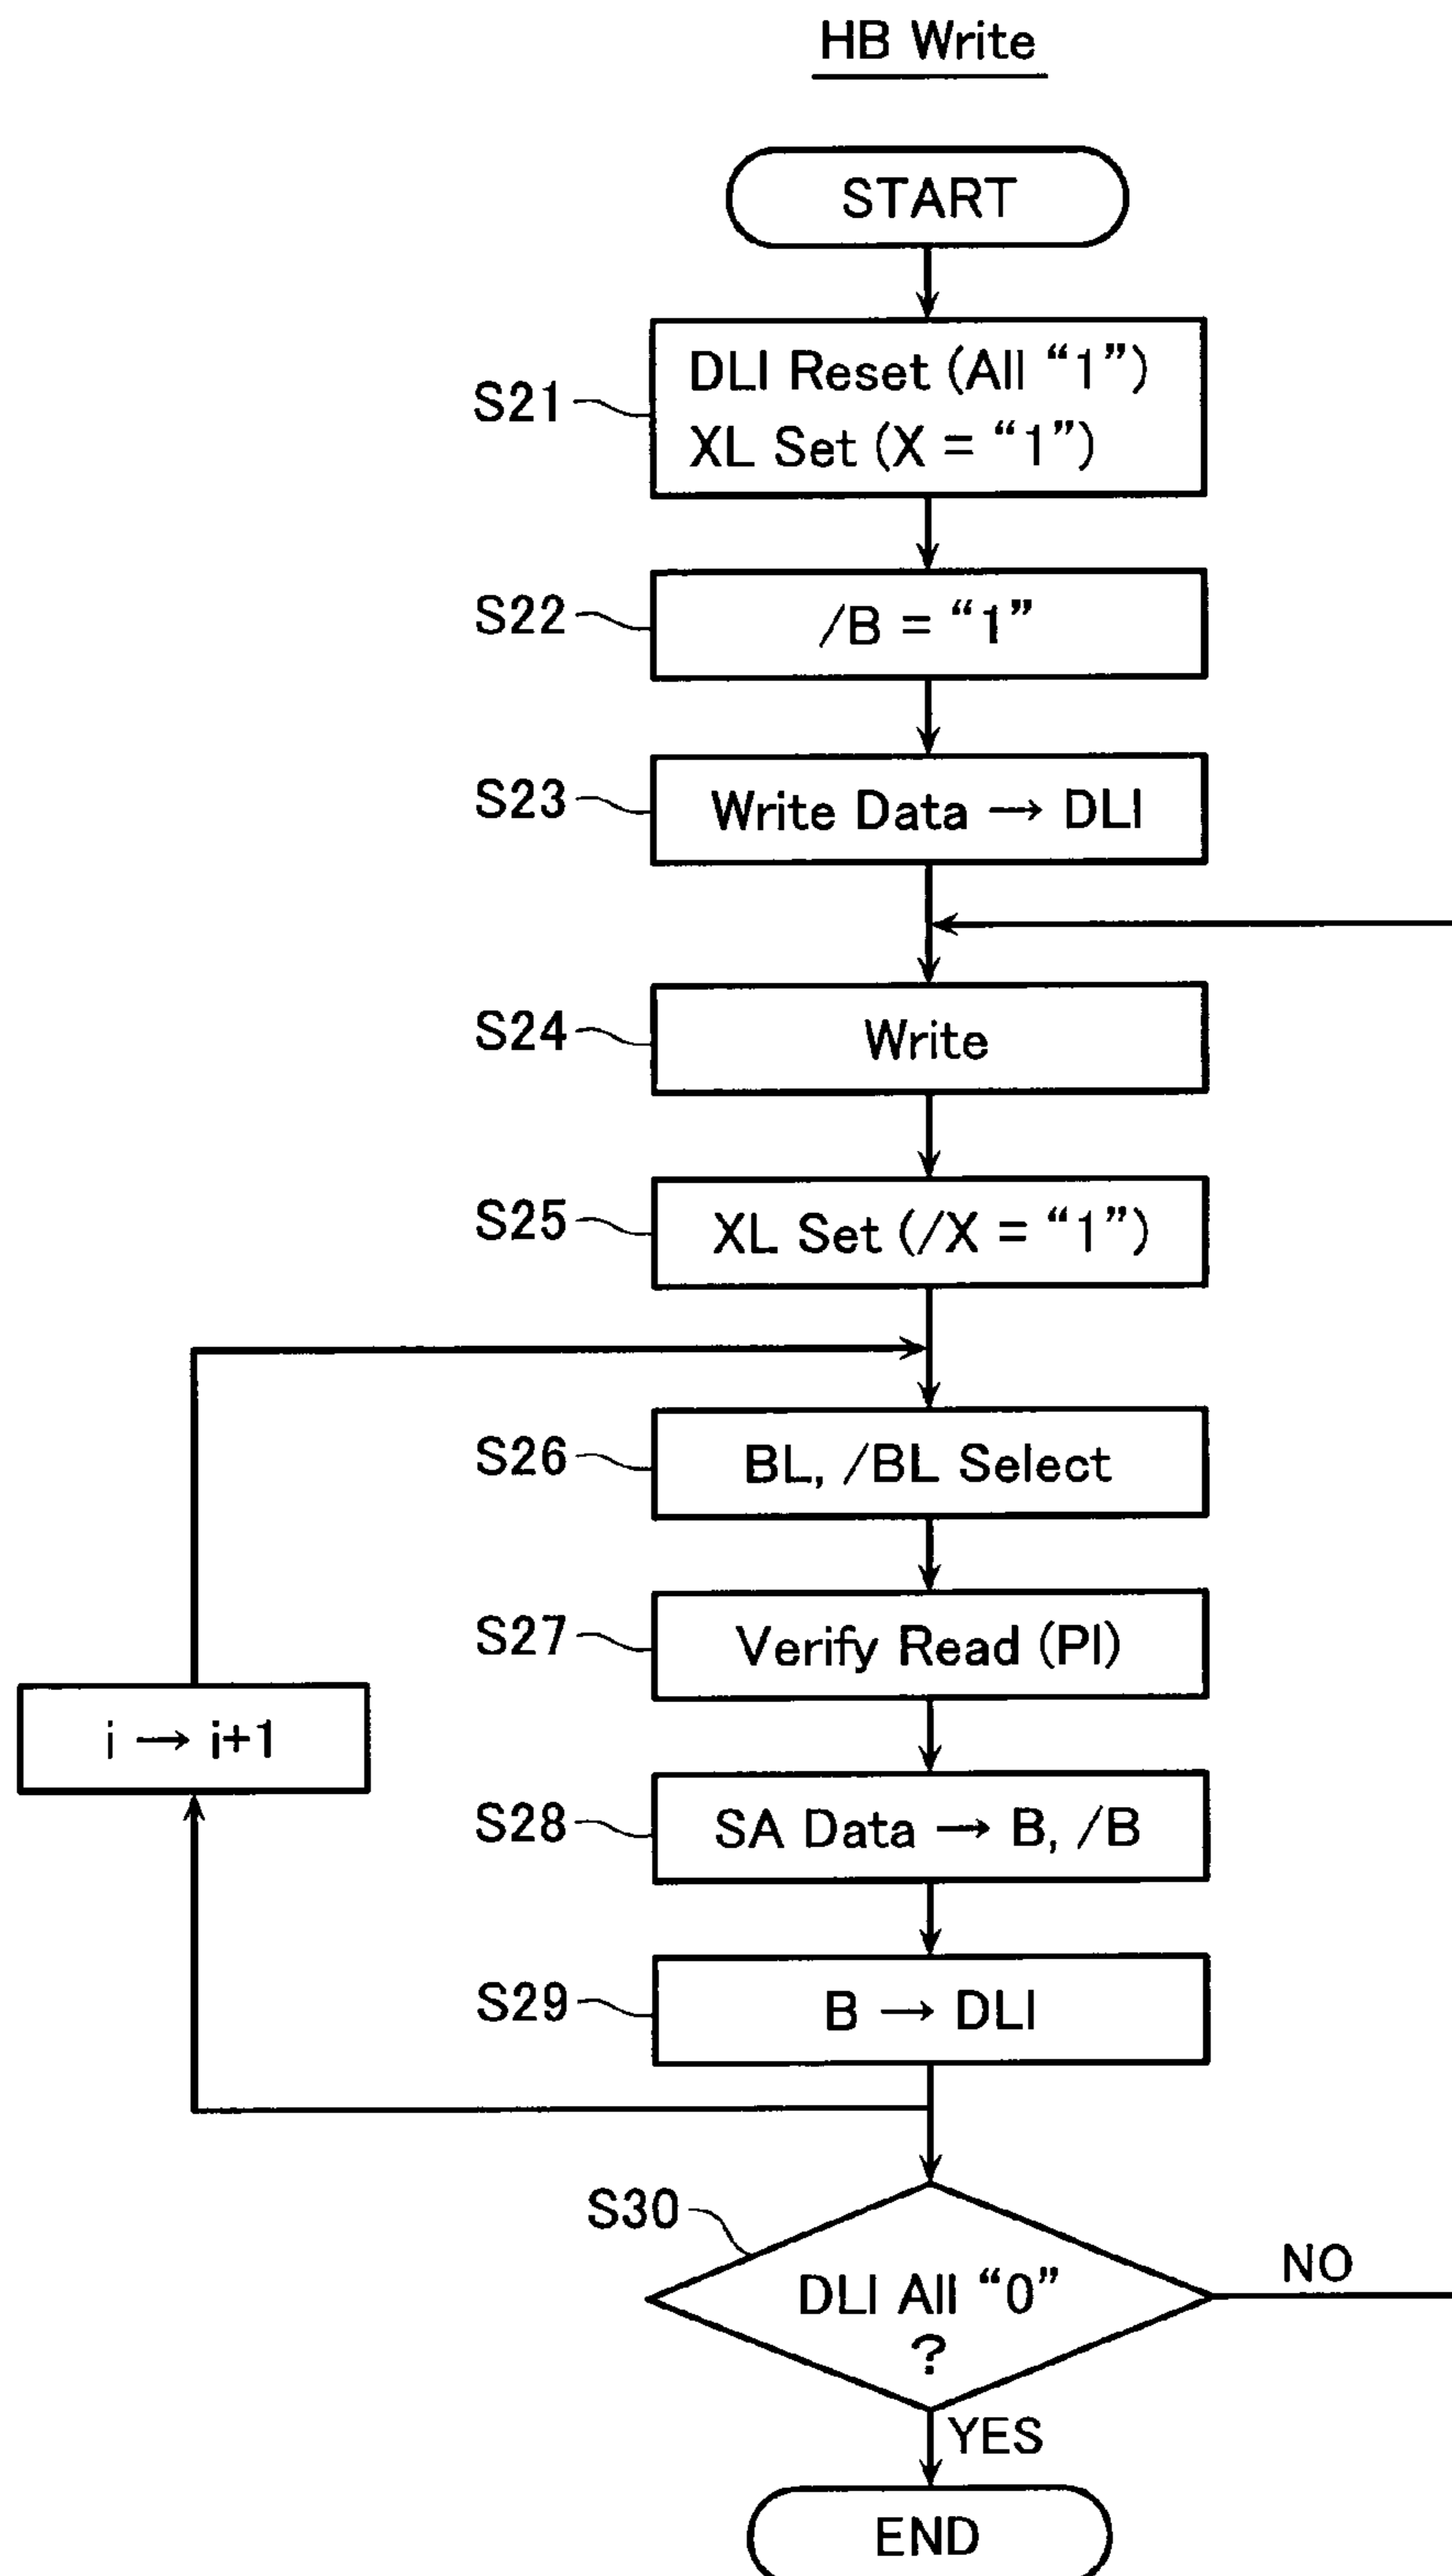 HB Write
START
S21
DLI Reset (All “1”)
XL Set (X = “1”)
S22
/B = “1”
S23
Write Data → DLI
S24
Write
S25
XL Set (/X = “1”)
S26
BL, /BL Select
S27
Verify Read (PI)
i → i+1
S28
SA Data → B, /B
S29
B → DLI
S30
DLI All “0”
?
NO
YES
END